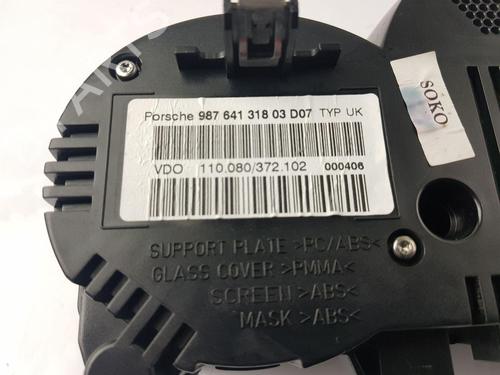 Porsche 987 641 318 03 D07 TYP UK
VDO 110.080/372.102 000406
SUPPORT PLATE >PC/ABS<
GLASS COVER >PMMA<
SCREEN >ABS<
MASK >ABS<
SOKO